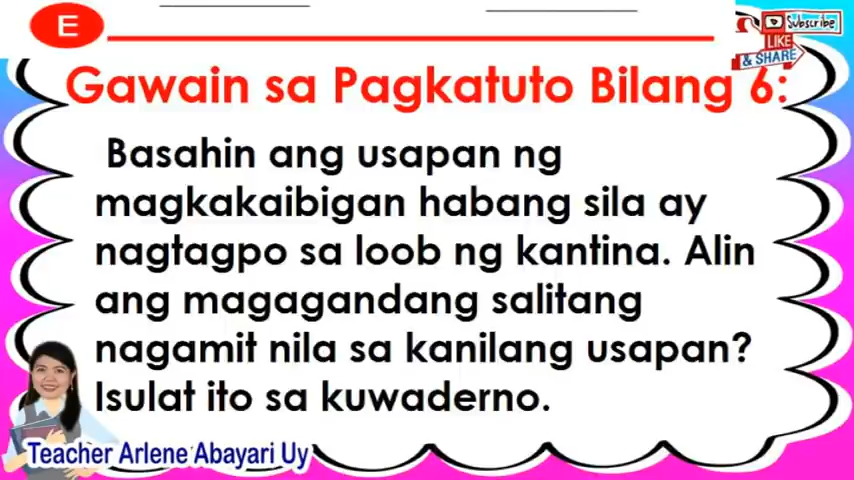 E
Subscribe
LIKE
& SHARE
Gawain sa Pagkatuto Bilang 6:
Basahin ang usapan ng
magkakaibigan habang sila ay
nagtagpo sa loob ng kantina. Alin
ang magagandang salitang
nagamit nila sa kanilang usapan?
Isulat ito sa kuwaderno.
Teacher Arlene Abayari Uy